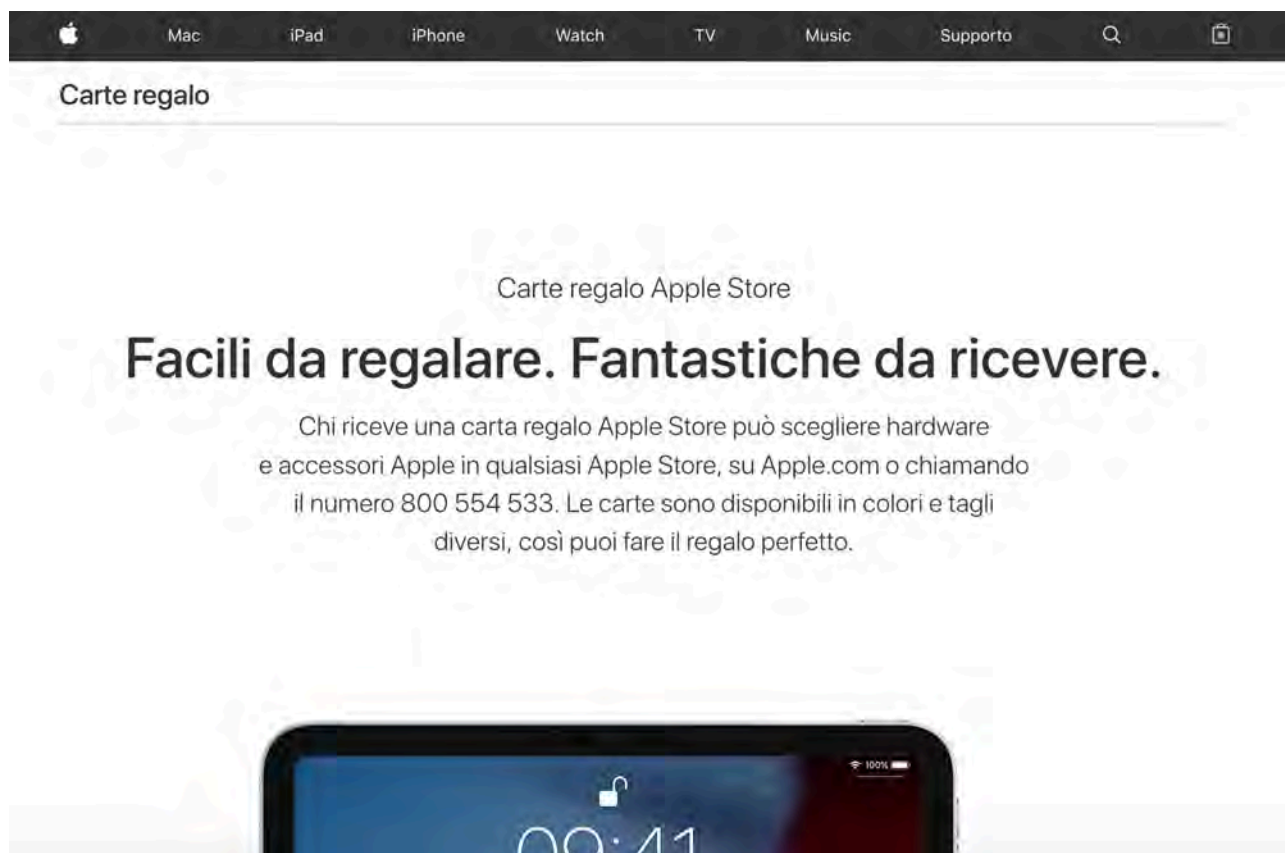 Mac iPad iPhone Watch TV Music Supporto
Carte regalo
Carte regalo Apple Store
Facili da regalare. Fantastiche da ricevere.
Chi riceve una carta regalo Apple Store può scegliere hardware
e accessori Apple in qualsiasi Apple Store, su Apple.com o chiamando
il numero 800 554 533. Le carte sono disponibili in colori e tagli
diversi, così puoi fare il regalo perfetto.
100%
09:41